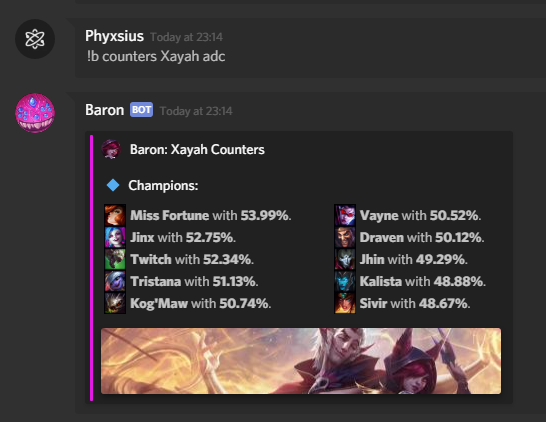 Phyxsius Today at 23:14
!b counters Xayah adc
Baron BOT Today at 23:14
Baron: Xayah Counters
Champions:
Miss Fortune with 53.99%.
Jinx with 52.75%.
Twitch with 52.34%.
Tristana with 51.13%.
Kog'Maw with 50.74%.
Vayne with 50.52%.
Draven with 50.12%.
Jhin with 49.29%.
Kalista with 48.88%.
Sivir with 48.67%.